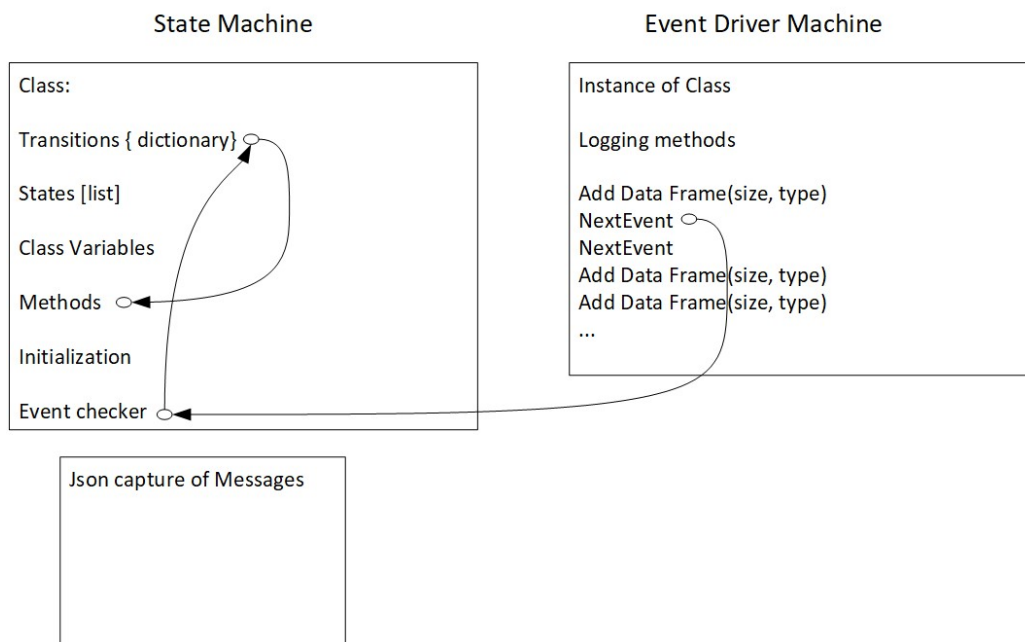 State Machine
Event Driver Machine
Class:
Transitions { dictionary}
States [list]
Class Variables
Methods
Initialization
Event checker
Instance of Class
Logging methods
Add Data Frame(size, type)
NextEvent
NextEvent
Add Data Frame(size, type)
Add Data Frame(size, type)
...
Json capture of Messages